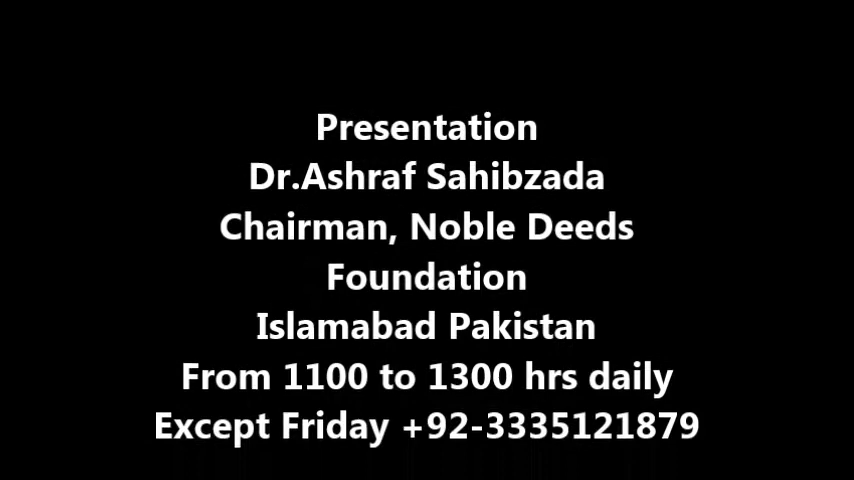 Presentation
Dr.Ashraf Sahibzada
Chairman, Noble Deeds
Foundation
Islamabad Pakistan
From 1100 to 1300 hrs daily
Except Friday +92-3335121879